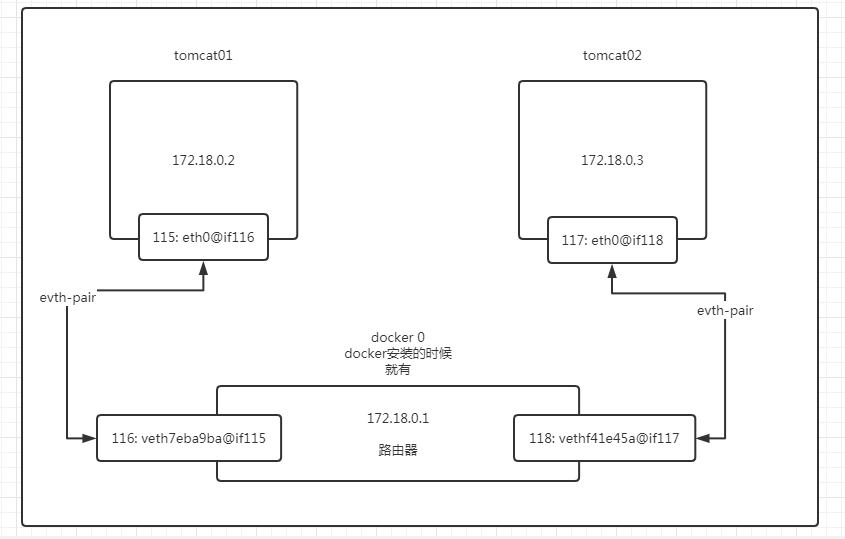 tomcat01
tomcat02
172.18.0.2
172.18.0.3
115: eth0@if116
117: eth0@if118
evth-pair
evth-pair
docker 0
docker安装的时候
就有
172.18.0.1
116: veth7eba9ba@if115
118: vethf41e45a@if117
路由器